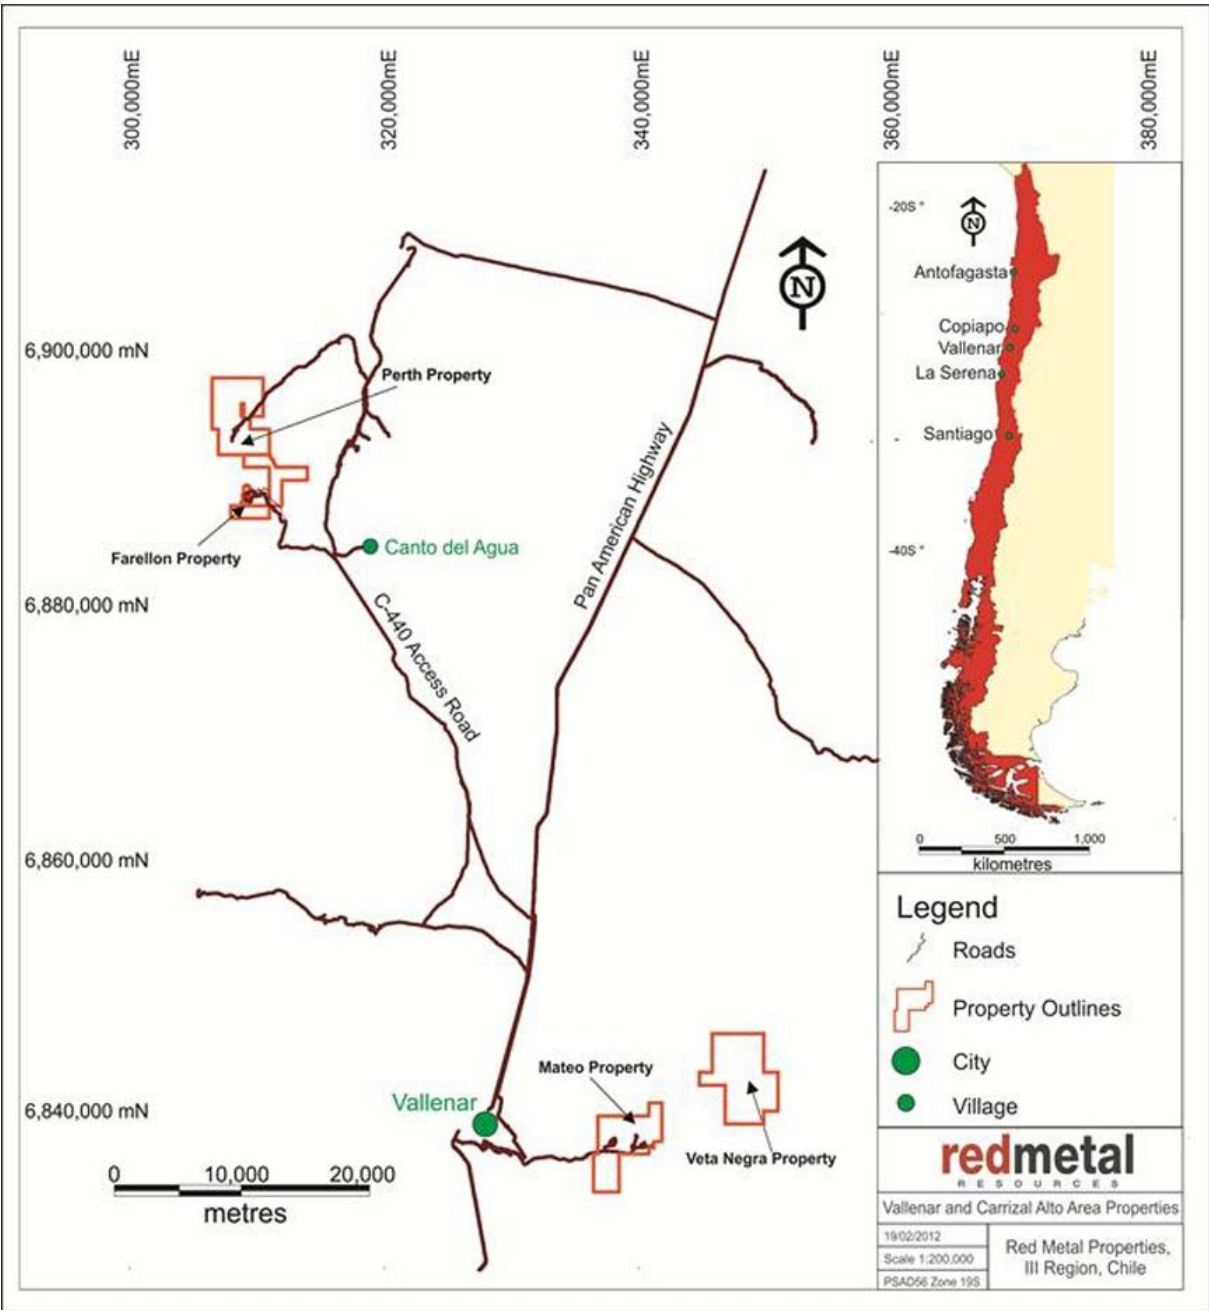 300,000mE
320,000mE
340,000mE
360,000mE
380,000mE
6,900,000 mN
6,880,000 mN
6,860,000 mN
6,840,000 mN
N
Perth Property
Farellon Property
Canto del Agua
C-440 Access Road
Pan American Highway
Vallenar
Mateo Property
Veta Negra Property
0 10,000 20,000
metres
-20S °
N
Antofagasta
Copiapo
Vallenar
La Serena
Santiago
-40S °
0 500 1,000
kilometres
Legend
Roads
Property Outlines
City
Village
redmetal
RESOURCES
Vallenar and Carrizal Alto Area Properties
19/02/2012
Scale 1:200,000
PSAD56 Zone 19S
Red Metal Properties,
III Region, Chile